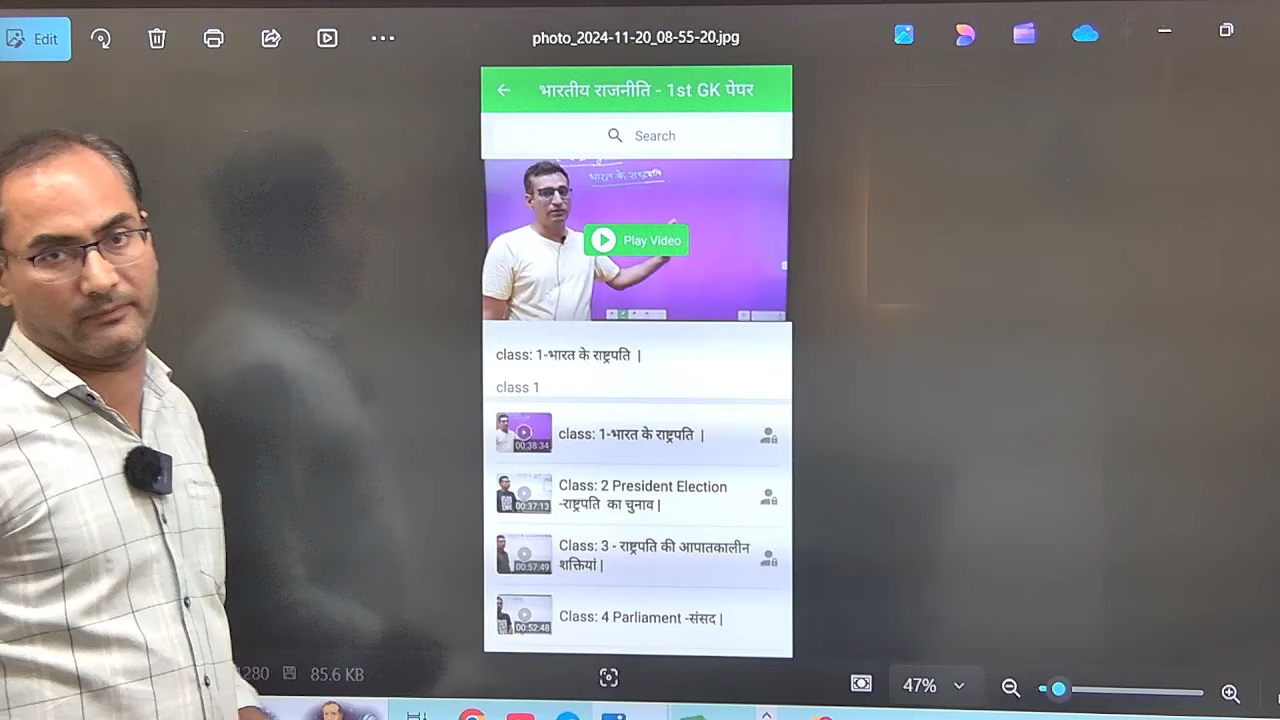 Edit
photo_2024-11-20_08-55-20.jpg
भारतीय राजनीति - 1st GK पेपर
Search
भारत के राष्ट्रपति
Play Video
class: 1-भारत के राष्ट्रपति |
class 1
class: 1-भारत के राष्ट्रपति |
00:38:34
Class: 2 President Election
-राष्ट्रपति का चुनाव |
00:37:13
Class: 3 - राष्ट्रपति की आपातकालीन
शक्तियां |
00:57:49
Class: 4 Parliament -संसद |
00:52:48
1280
85.6 KB
47%